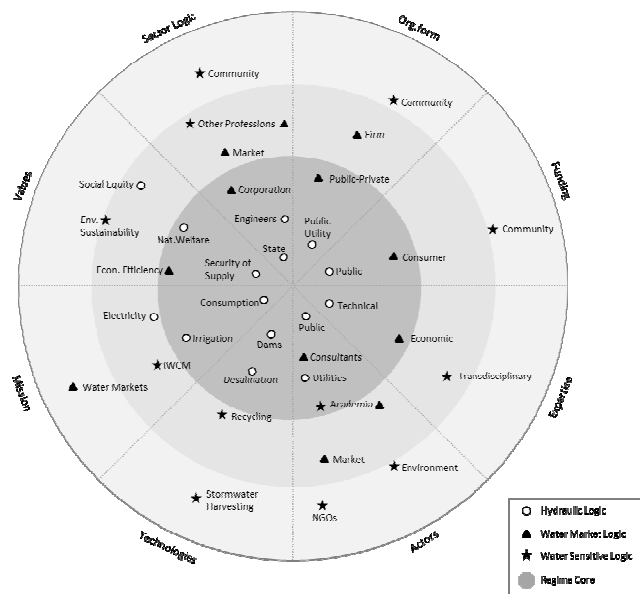 Sector Logic
Org.form
Community
Community
Other Professions
Firm
Market
Corporation
Public-Private
Values
Funding
Social Equity
Env.
Sustainability
Nat.Welfare
Engineers
Public
Utility
Community
State
Econ. Efficiency
Security of
Supply
Public
Consumer
Consumption
Technical
Electricity
Irrigation
Dams
Public
Economic
IWCM
Consultants
Water Markets
Desalination
Utilities
Transdisciplinary
Mission
Expertise
Recycling
Academia
Market
Environment
Stormwater
Harvesting
NGOs
Technologies
Actors
Hydraulic Logic
Water Market Logic
Water Sensitive Logic
Regime Core